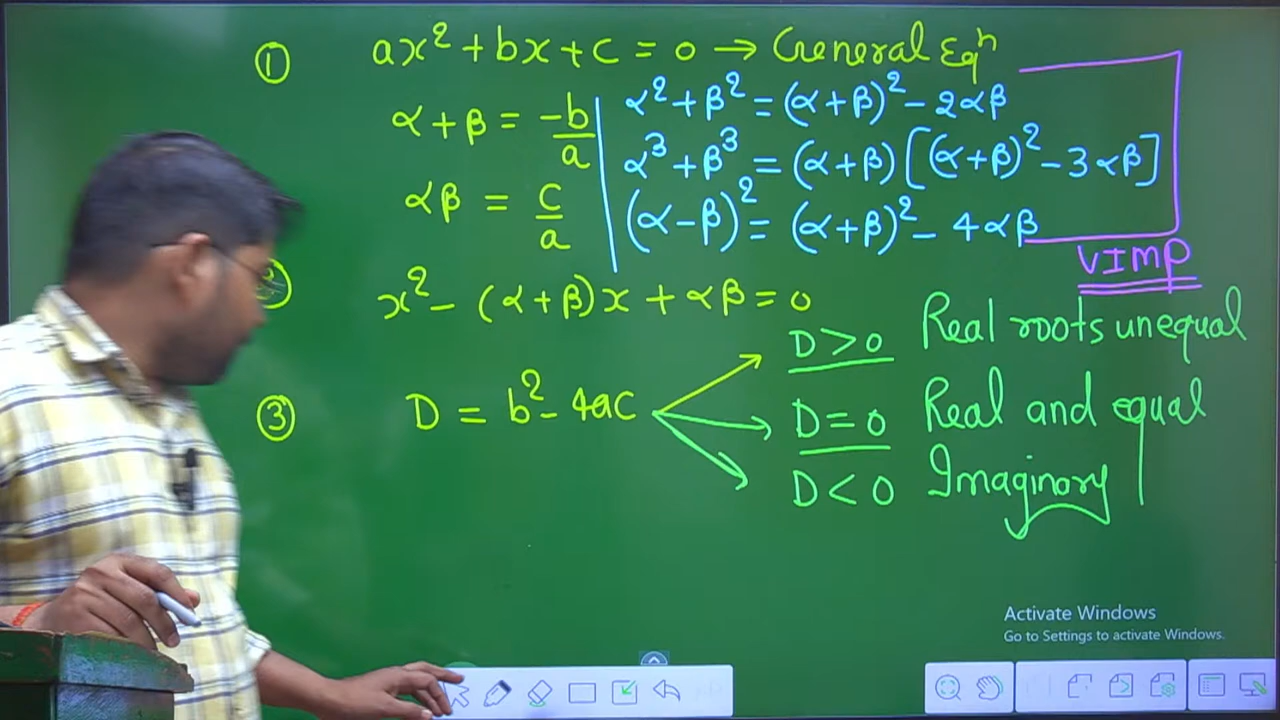 ① ax² + bx + c = 0 → General Eqⁿ
α + β = -b/a
αβ = c/a
α² + β² = (α+β)² - 2αβ
α³ + β³ = (α+β)[(α+β)² - 3αβ]
(α-β)² = (α+β)² - 4αβ
VIMP
x² - (α+β)x + αβ = 0
③ D = b² - 4ac
D > 0 Real roots unequal
D = 0 Real and equal
D < 0 Imaginary
Activate Windows
Go to Settings to activate Windows.